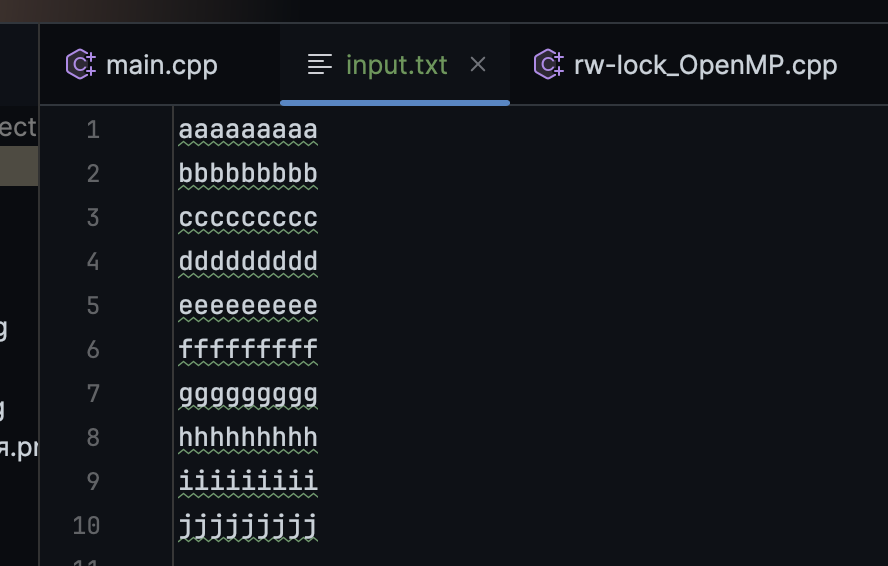 main.cpp input.txt rw-lock_OpenMP.cpp
ect
1 aaaaaaaaa
2 bbbbbbbbb
3 ccccccccc
4 ddddddddd
5 eeeeeeeee
g
6 fffffffff
7 ggggggggg
g
8 hhhhhhhhh
я.pr
9 iiiiiiiii
10 jjjjjjjjj
11